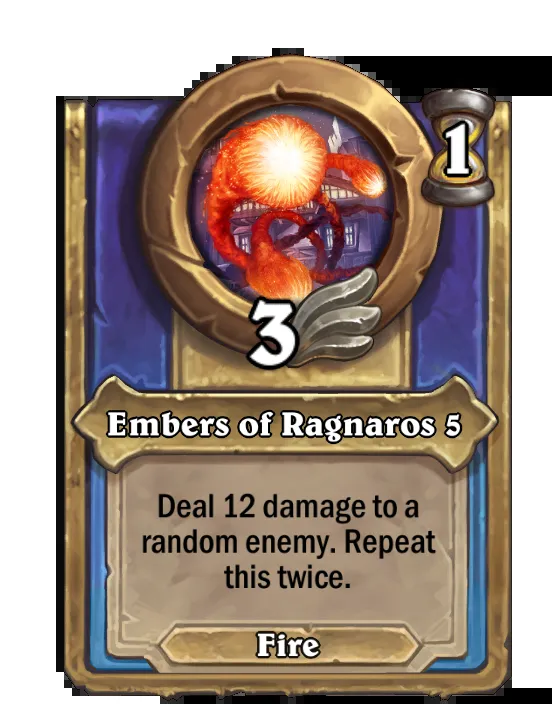 1
3
Embers of Ragnaros 5
Deal 12 damage to a
random enemy. Repeat
this twice.
Fire